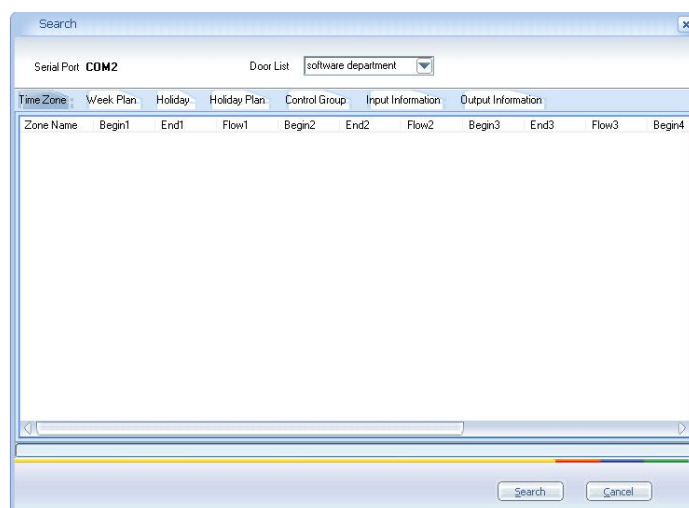 Search
Serial Port COM2 Door List software department
Time Zone Week Plan Holiday Holiday Plan Control Group Input Information Output Information
Zone Name Begin1 End1 Flow1 Begin2 End2 Flow2 Begin3 End3 Flow3 Begin4
Search Cancel